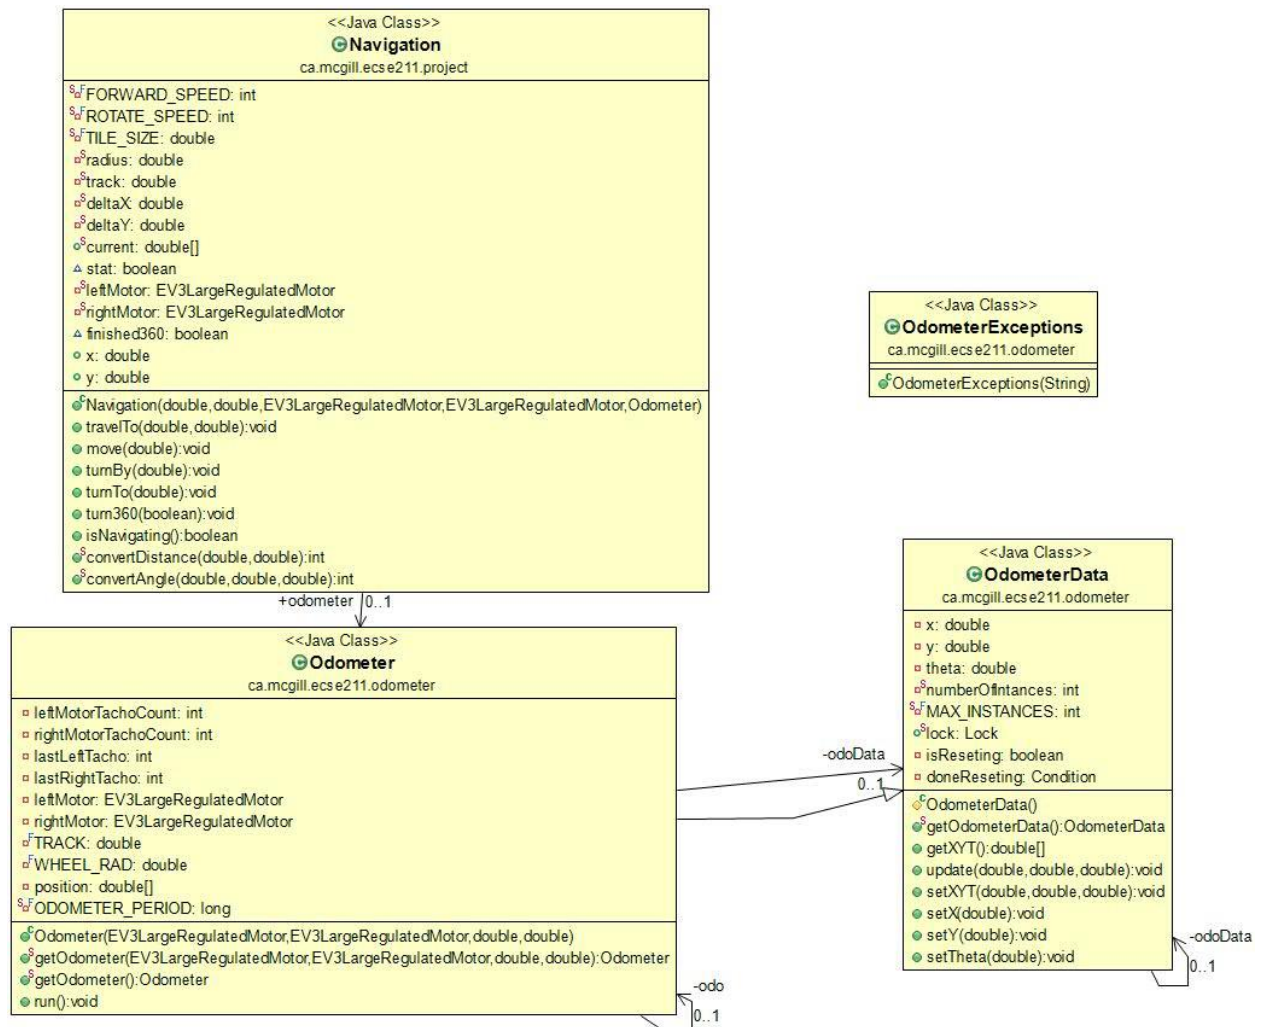 <<Java Class>>
Navigation
ca.mcgill.ecse211.project
FORWARD_SPEED: int
ROTATE_SPEED: int
TILE_SIZE: double
radius: double
track: double
deltaX: double
deltaY: double
current: double[]
stat: boolean
leftMotor: EV3LargeRegulatedMotor
rightMotor: EV3LargeRegulatedMotor
finished360: boolean
x: double
y: double
Navigation(double,double,EV3LargeRegulatedMotor,EV3LargeRegulatedMotor,Odometer)
travelTo(double,double):void
move(double):void
turnBy(double):void
turnTo(double):void
turn360(boolean):void
isNavigating():boolean
convertDistance(double,double):int
convertAngle(double,double,double):int
+odometer 0..1
<<Java Class>>
OdometerExceptions
ca.mcgill.ecse211.odometer
OdometerExceptions(String)
<<Java Class>>
Odometer
ca.mcgill.ecse211.odometer
leftMotorTachoCount: int
rightMotorTachoCount: int
lastLeftTacho: int
lastRightTacho: int
leftMotor: EV3LargeRegulatedMotor
rightMotor: EV3LargeRegulatedMotor
TRACK: double
WHEEL_RAD: double
position: double[]
ODOMETER_PERIOD: long
Odometer(EV3LargeRegulatedMotor,EV3LargeRegulatedMotor,double,double)
getOdometer(EV3LargeRegulatedMotor,EV3LargeRegulatedMotor,double,double):Odometer
getOdometer():Odometer
run():void
-odo
0..1
-odoData
0..1
<<Java Class>>
OdometerData
ca.mcgill.ecse211.odometer
x: double
y: double
theta: double
numberOfIntances: int
MAX_INSTANCES: int
lock: Lock
isReseting: boolean
doneReseting: Condition
OdometerData()
getOdometerData():OdometerData
getXYT():double[]
update(double,double,double):void
setXYT(double,double,double):void
setX(double):void
setY(double):void
setTheta(double):void
-odoData
0..1